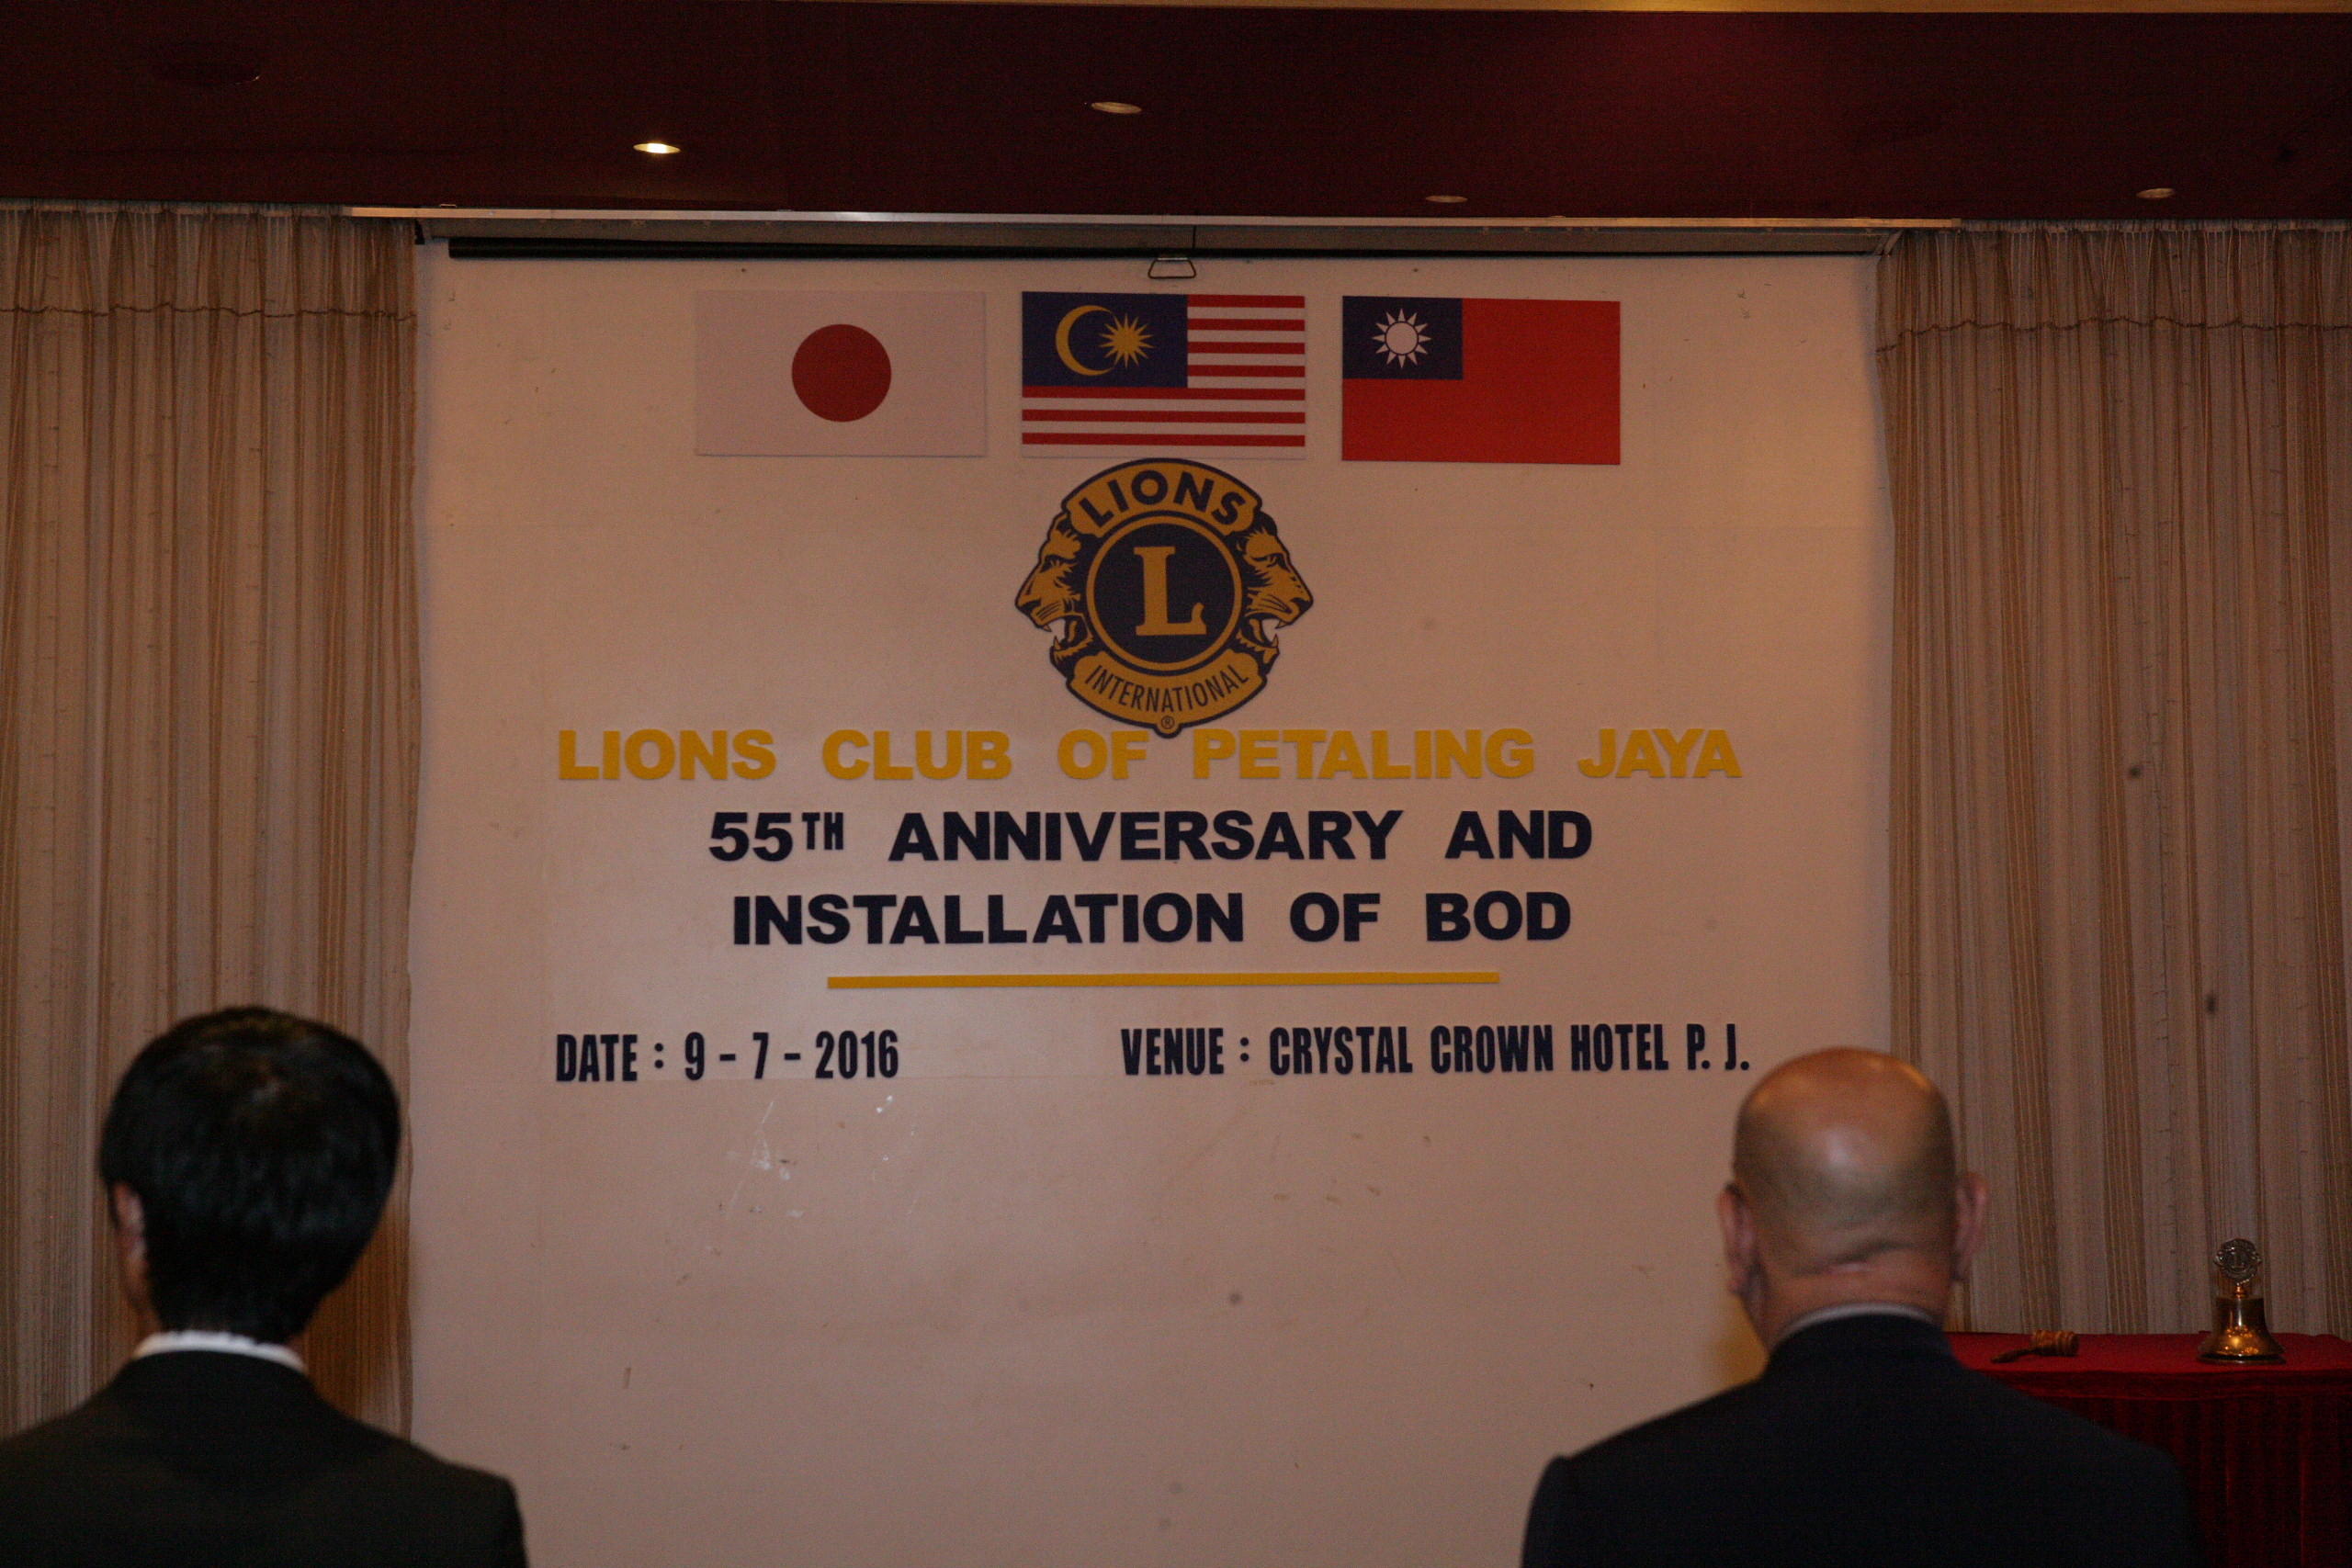 LIONS
L
INTERNATIONAL
®
LIONS CLUB OF PETALING JAYA
55TH ANNIVERSARY AND
INSTALLATION OF BOD
DATE : 9 - 7 - 2016 VENUE : CRYSTAL CROWN HOTEL P. J.